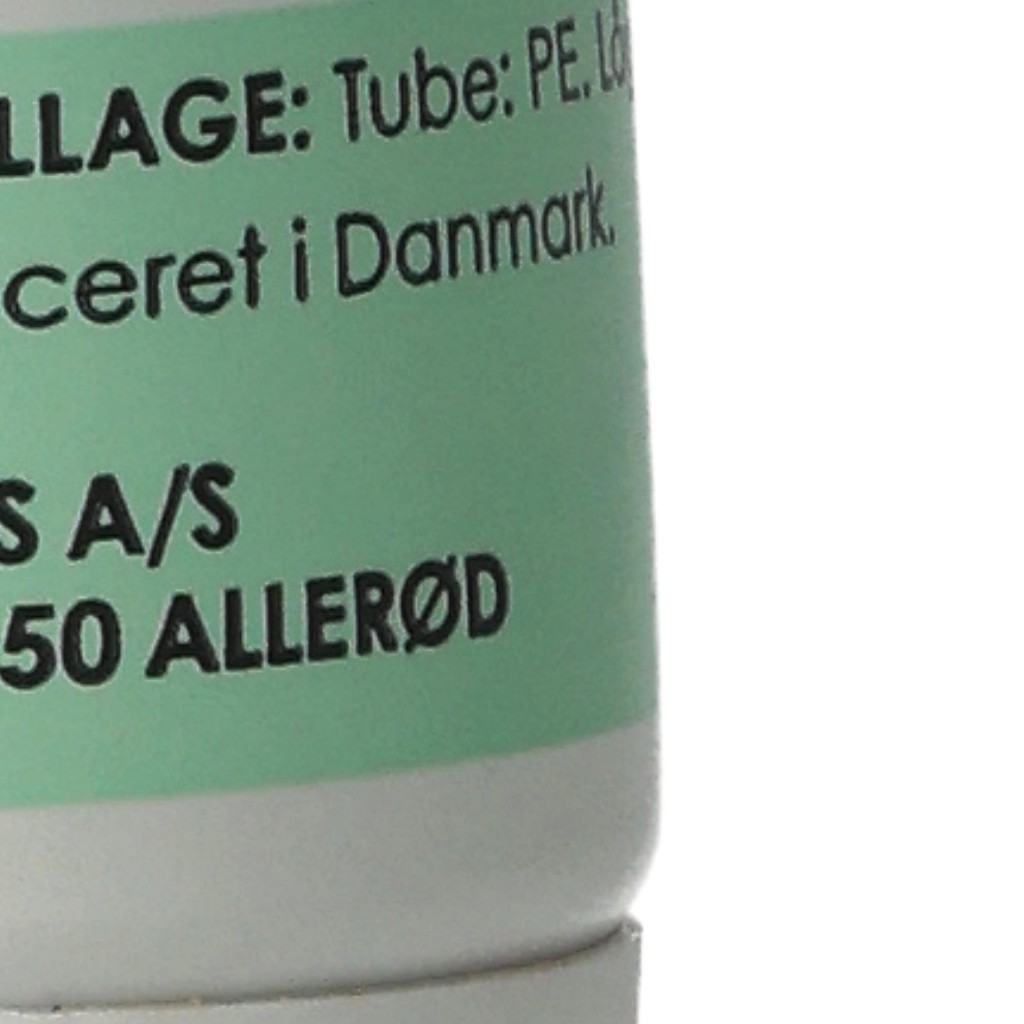 LLAGE: Tube: PE.
ceret i Danmark.
S A/S
50 ALLERØD